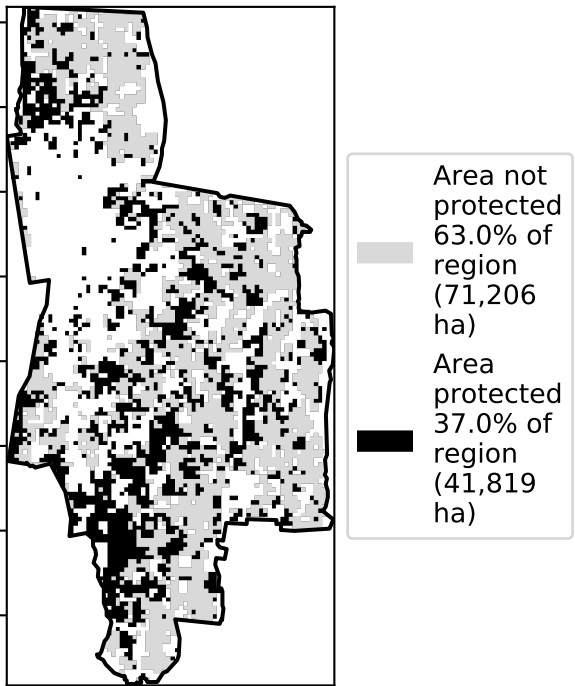 Area not
protected
63.0% of
region
(71,206
ha)
Area
protected
37.0% of
region
(41,819
ha)